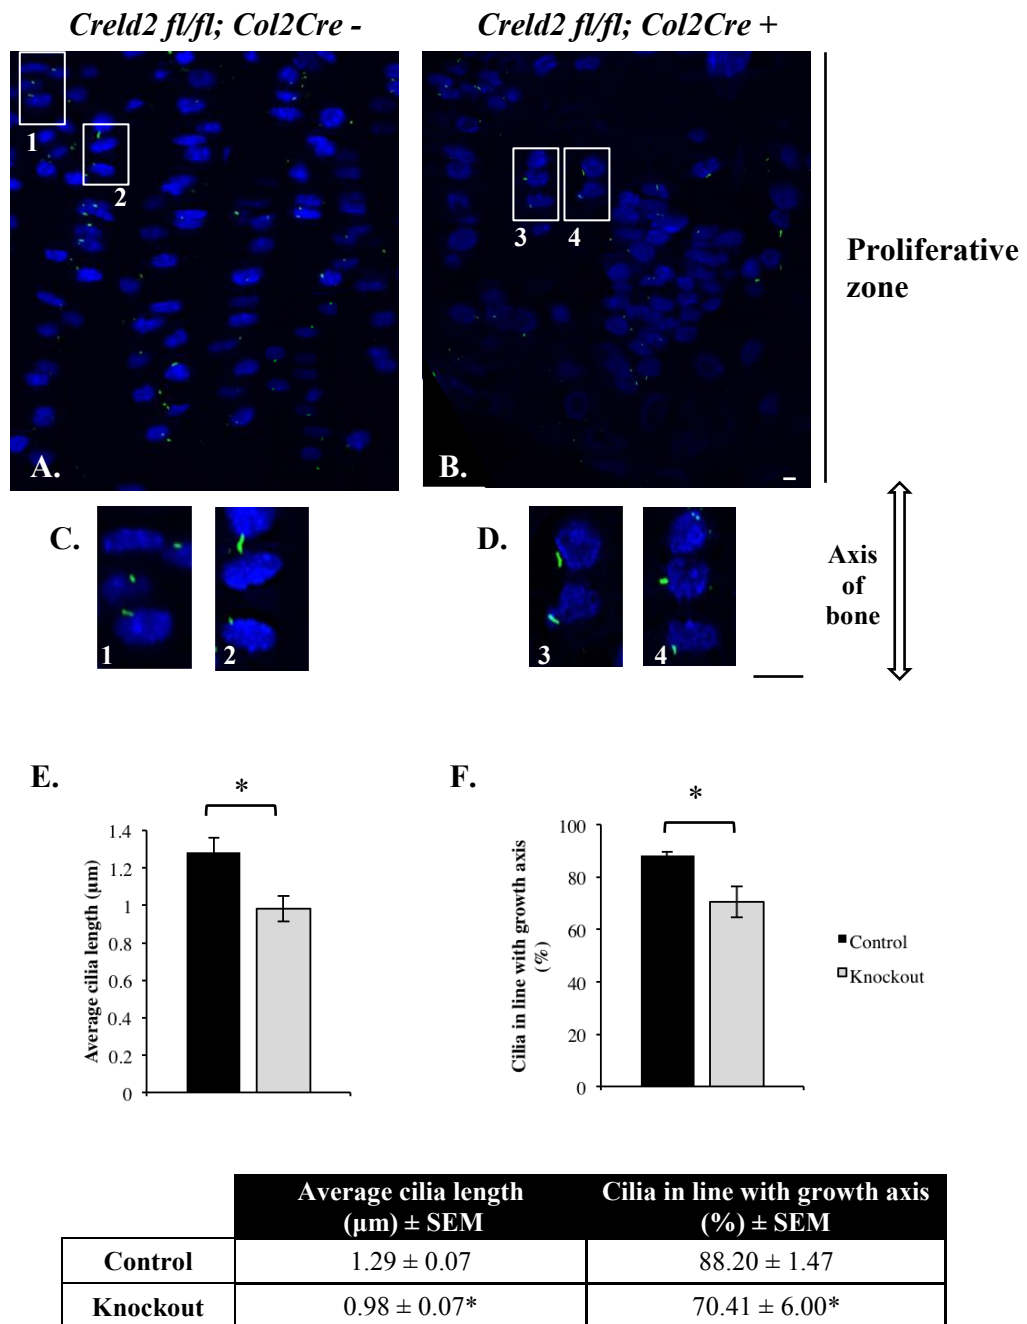 Creld2 fl/fl; Col2Cre -
Creld2 fl/fl; Col2Cre +
1
2
3
4
Proliferative
zone
A.
B.
C.
D.
1
2
3
4
Axis
of
bone
E.
F.
*
*
Average cilia length (µm)
1.4
1.2
1
0.8
0.6
0.4
0.2
0
Cilia in line with growth axis
(%)
100
80
60
40
20
0
Control
Knockout
Average cilia length Cilia in line with growth axis
(µm) ± SEM (%) ± SEM
Control 1.29 ± 0.07 88.20 ± 1.47
Knockout 0.98 ± 0.07* 70.41 ± 6.00*